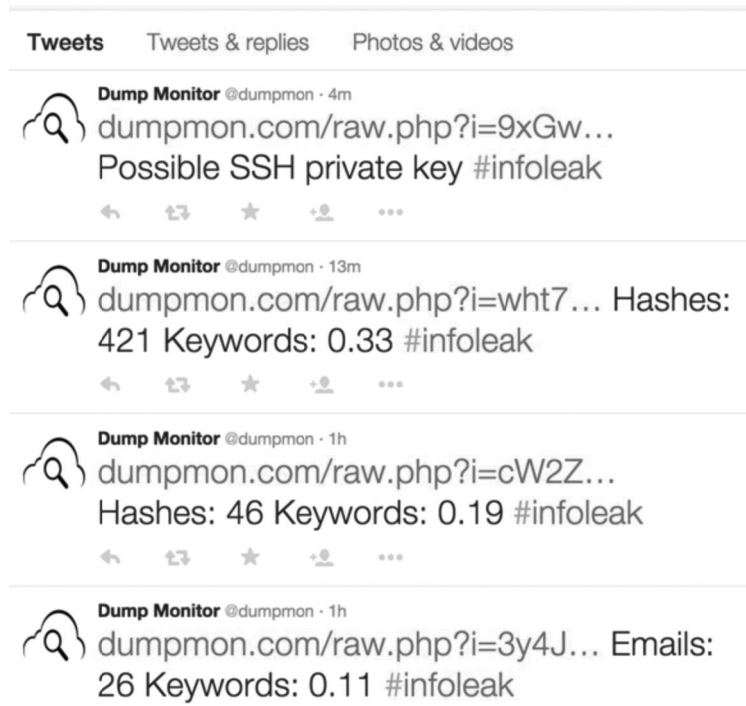 Tweets Tweets & replies Photos & videos
Dump Monitor @dumpmon · 4m
dumpmon.com/raw.php?i=9xGw...
Possible SSH private key #infoleak
Dump Monitor @dumpmon · 13m
dumpmon.com/raw.php?i=wht7... Hashes:
421 Keywords: 0.33 #infoleak
Dump Monitor @dumpmon · 1h
dumpmon.com/raw.php?i=cW2Z...
Hashes: 46 Keywords: 0.19 #infoleak
Dump Monitor @dumpmon · 1h
dumpmon.com/raw.php?i=3y4J... Emails:
26 Keywords: 0.11 #infoleak